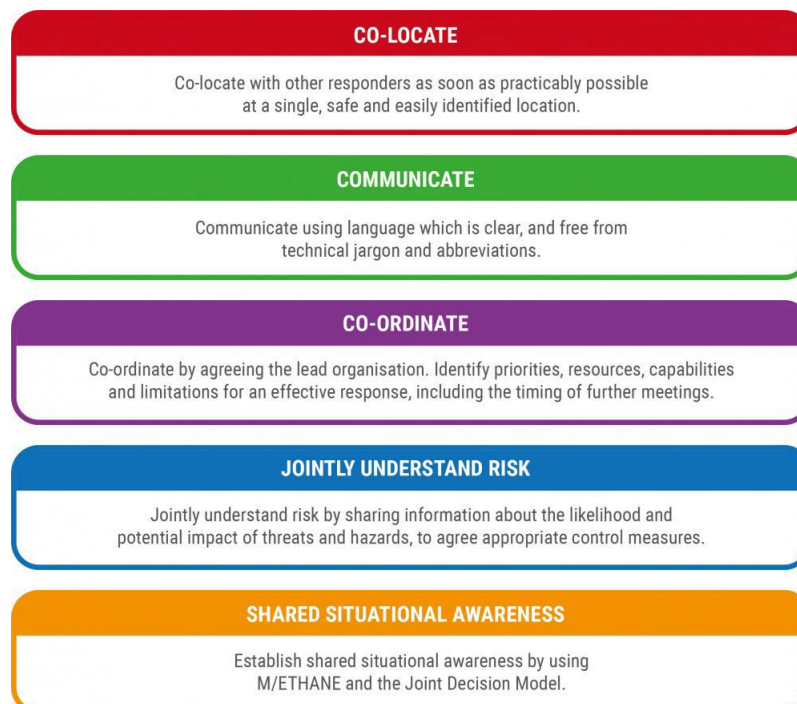 CO-LOCATE
Co-locate with other responders as soon as practicably possible
at a single, safe and easily identified location.
COMMUNICATE
Communicate using language which is clear, and free from
technical jargon and abbreviations.
CO-ORDINATE
Co-ordinate by agreeing the lead organisation. Identify priorities, resources, capabilities
and limitations for an effective response, including the timing of further meetings.
JOINTLY UNDERSTAND RISK
Jointly understand risk by sharing information about the likelihood and
potential impact of threats and hazards, to agree appropriate control measures.
SHARED SITUATIONAL AWARENESS
Establish shared situational awareness by using
M/ETHANE and the Joint Decision Model.